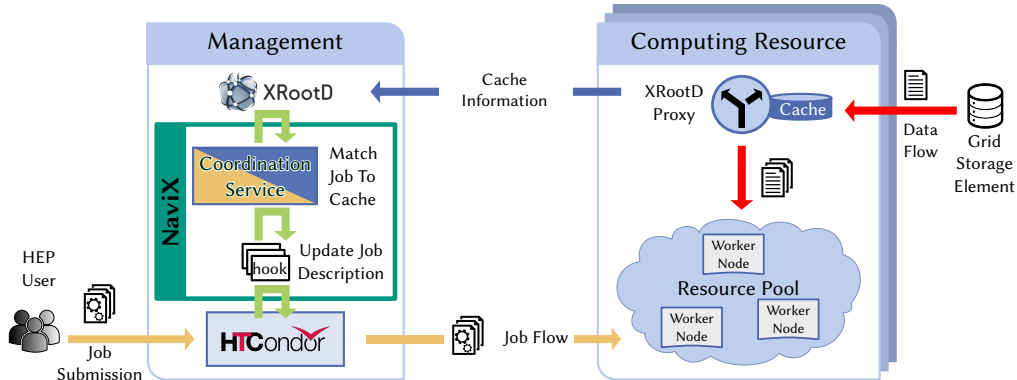 Management
Computing Resource
XRootD
Cache
Information
XRootD
Proxy
Cache
Data
Flow
Grid
Storage
Element
NaviX
Coordination
Service
Match
Job To
Cache
hook
Update Job
Description
HEP
User
Job
Submission
HTCondor
Job Flow
Worker
Node
Resource Pool
Worker
Node
Worker
Node